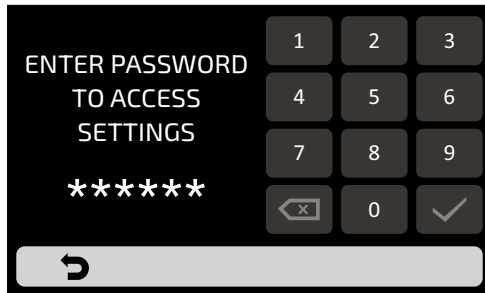 ENTER PASSWORD
TO ACCESS
SETTINGS
******
1 2 3
4 5 6
7 8 9
0